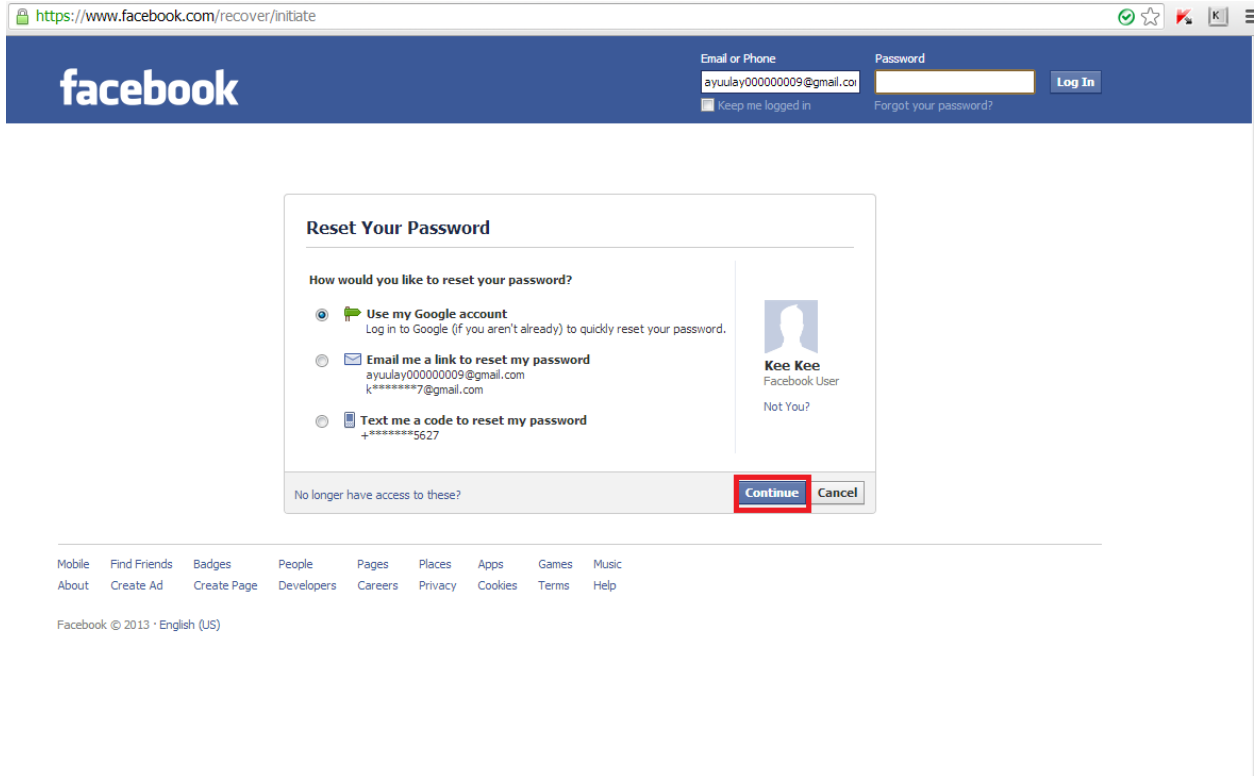 https://www.facebook.com/recover/initiate
K
facebook
Email or Phone
Password
ayuulay000000009@gmail.co
Log In
Keep me logged in
Forgot your password?
Reset Your Password
How would you like to reset your password?
Use my Google account
Log in to Google (if you aren't already) to quickly reset your password.
Email me a link to reset my password
ayuulay000000009@gmail.com
k*******7@gmail.com
Text me a code to reset my password
+*******5627
Kee Kee
Facebook User
Not You?
No longer have access to these?
Continue
Cancel
Mobile Find Friends Badges People Pages Places Apps Games Music
About Create Ad Create Page Developers Careers Privacy Cookies Terms Help
Facebook © 2013 · English (US)